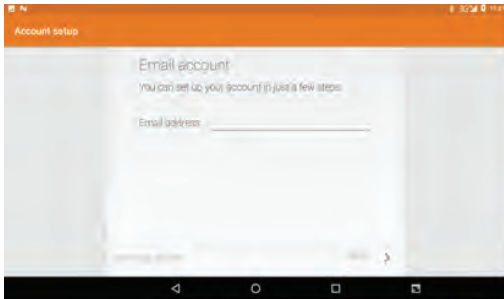 Account setup
Email account
You can set up your account in just a few steps.
Email address